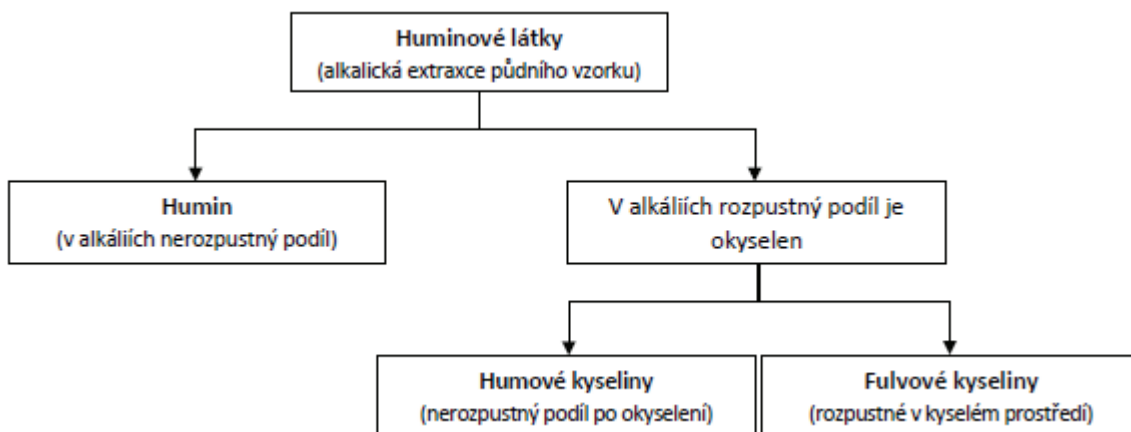 Huminové látky
(alkalická extraxce půdního vzorku)
Humin
(v alkáliích nerozpustný podíl)
V alkáliích rozpustný podíl je
okyselen
Humové kyseliny
(nerozpustný podíl po okyselení)
Fulvové kyseliny
(rozpustné v kyselém prostředí)